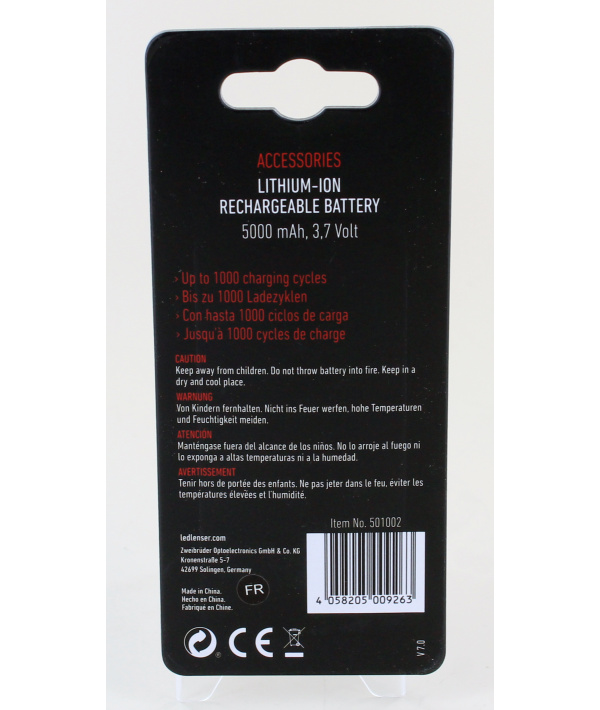 ACCESSORIES
LITHIUM-ION
RECHARGEABLE BATTERY
5000 mAh, 3,7 Volt
› Up to 1000 charging cycles
› Bis zu 1000 Ladezyklen
› Con hasta 1000 ciclos de carga
› Jusqu'à 1000 cycles de charge
CAUTION
Keep away from children. Do not throw battery into fire. Keep in a
dry and cool place.
WARNUNG
Von Kindern fernhalten. Nicht ins Feuer werfen, hohe Temperaturen
und Feuchtigkeit meiden.
ATENCIÓN
Manténgase fuera del alcance de los niños. No lo arroje al fuego ni
lo exponga a altas temperaturas ni a la humedad.
AVERTISSEMENT
Tenir hors de portée des enfants. Ne pas jeter dans le feu, éviter les
températures élevées et l'humidité.
Item No. 501002
ledlenser.com
Zweibrüder Optoelectronics GmbH & Co. KG
Kronenstraße 5-7
42699 Solingen, Germany
Made in China.
Hecho en China.
Fabriqué en Chine.
FR
4 058205 009263
CE
V 7.0